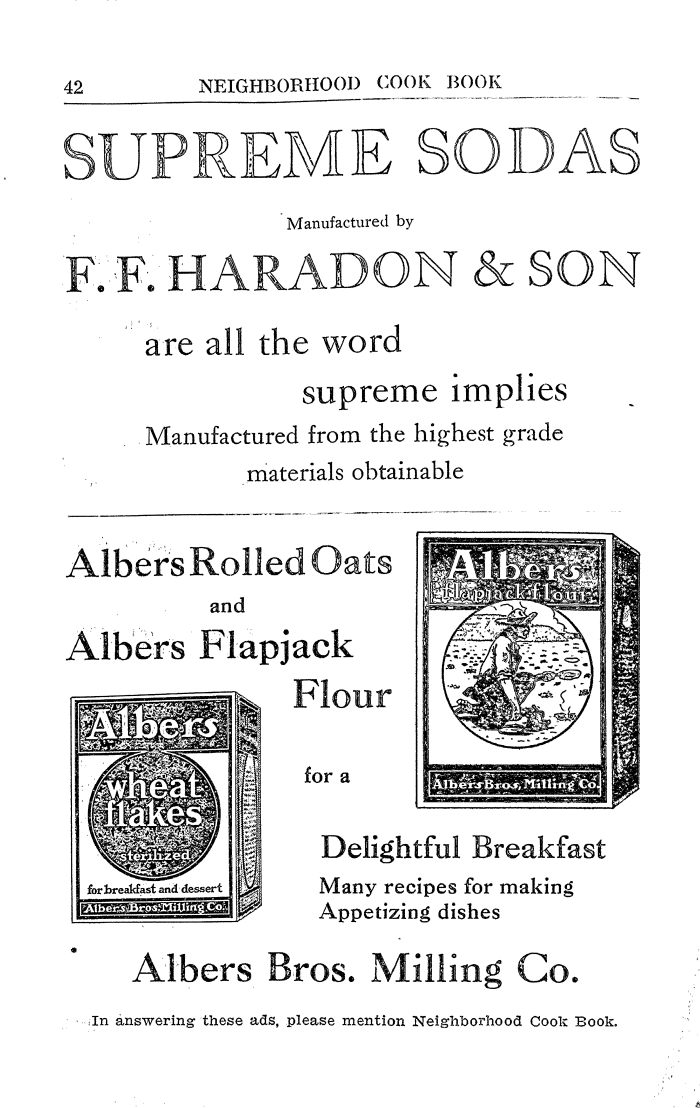 42 NEIGHBORHOOD COOK BOOK
SUPREME SODAS
Manufactured by
F. F. HARADON & SON
are all the word
supreme implies
Manufactured from the highest grade
materials obtainable
Albers Rolled Oats
and
Albers Flapjack
Flour
Albers
flapjack flour
Albers Bros. Milling Co.
Albers
wheat
flakes
sterilized
for breakfast and dessert
Albers Bros. Milling Co.
for a
Delightful Breakfast
Many recipes for making
Appetizing dishes
Albers Bros. Milling Co.
In answering these ads, please mention Neighborhood Cook Book.